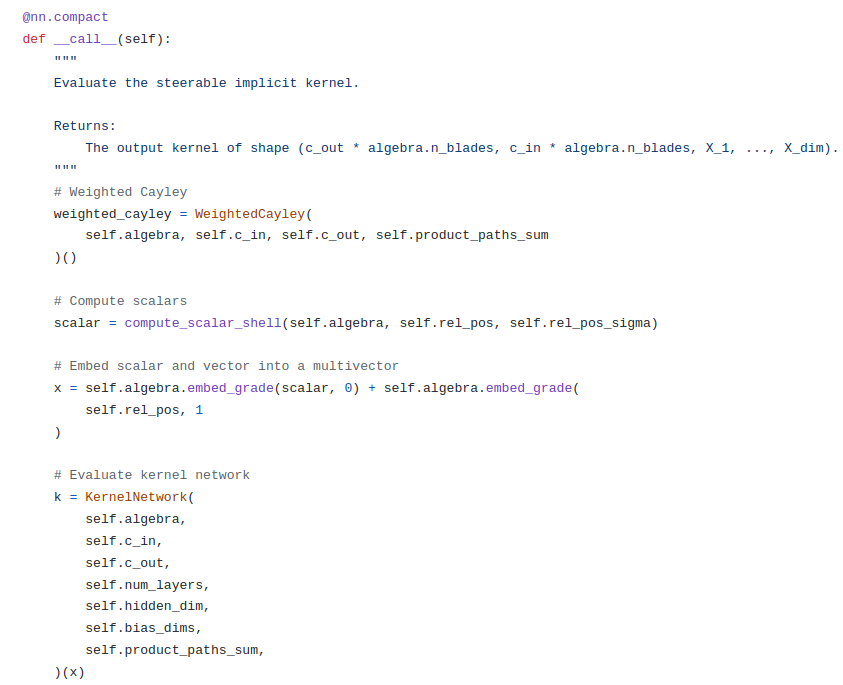 @nn.compact
def __call__(self):
    """
    Evaluate the steerable implicit kernel.

    Returns:
        The output kernel of shape (c_out * algebra.n_blades, c_in * algebra.n_blades, X_1, ..., X_dim).
    """
    # Weighted Cayley
    weighted_cayley = WeightedCayley(
        self.algebra, self.c_in, self.c_out, self.product_paths_sum
    )()

    # Compute scalars
    scalar = compute_scalar_shell(self.algebra, self.rel_pos, self.rel_pos_sigma)

    # Embed scalar and vector into a multivector
    x = self.algebra.embed_grade(scalar, 0) + self.algebra.embed_grade(
        self.rel_pos, 1
    )

    # Evaluate kernel network
    k = KernelNetwork(
        self.algebra,
        self.c_in,
        self.c_out,
        self.num_layers,
        self.hidden_dim,
        self.bias_dims,
        self.product_paths_sum,
    )(x)